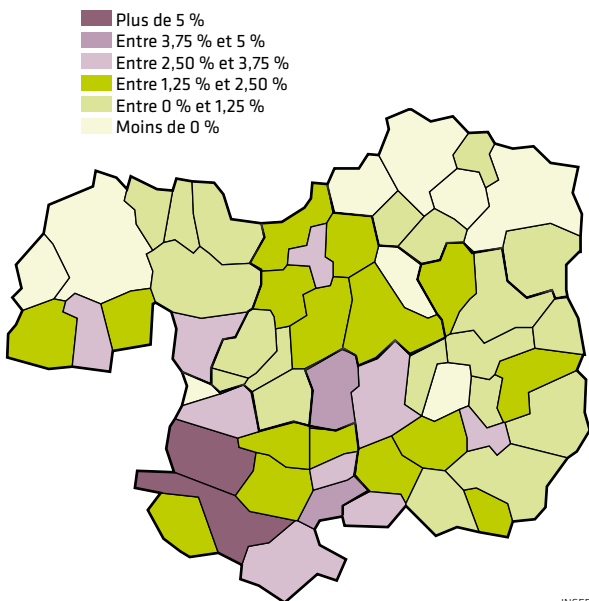 Plus de 5 %
Entre 3,75 % et 5 %
Entre 2,50 % et 3,75 %
Entre 1,25 % et 2,50 %
Entre 0 % et 1,25 %
Moins de 0 %